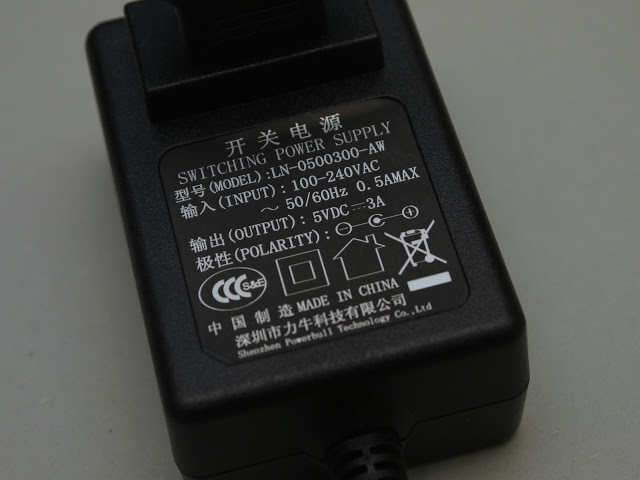 开关电源
SWITCHING POWER SUPPLY
型号(MODEL):LN-0500300-AW
输入(INPUT): 100-240VAC
～ 50/60Hz 0.5AMAX
输出(OUTPUT): 5VDC⎓3A
极性(POLARITY):
CCC S&E
中国制造 MADE IN CHINA
深圳市力牛科技有限公司
Shenzhen Powerbull Technology Co.,Ltd